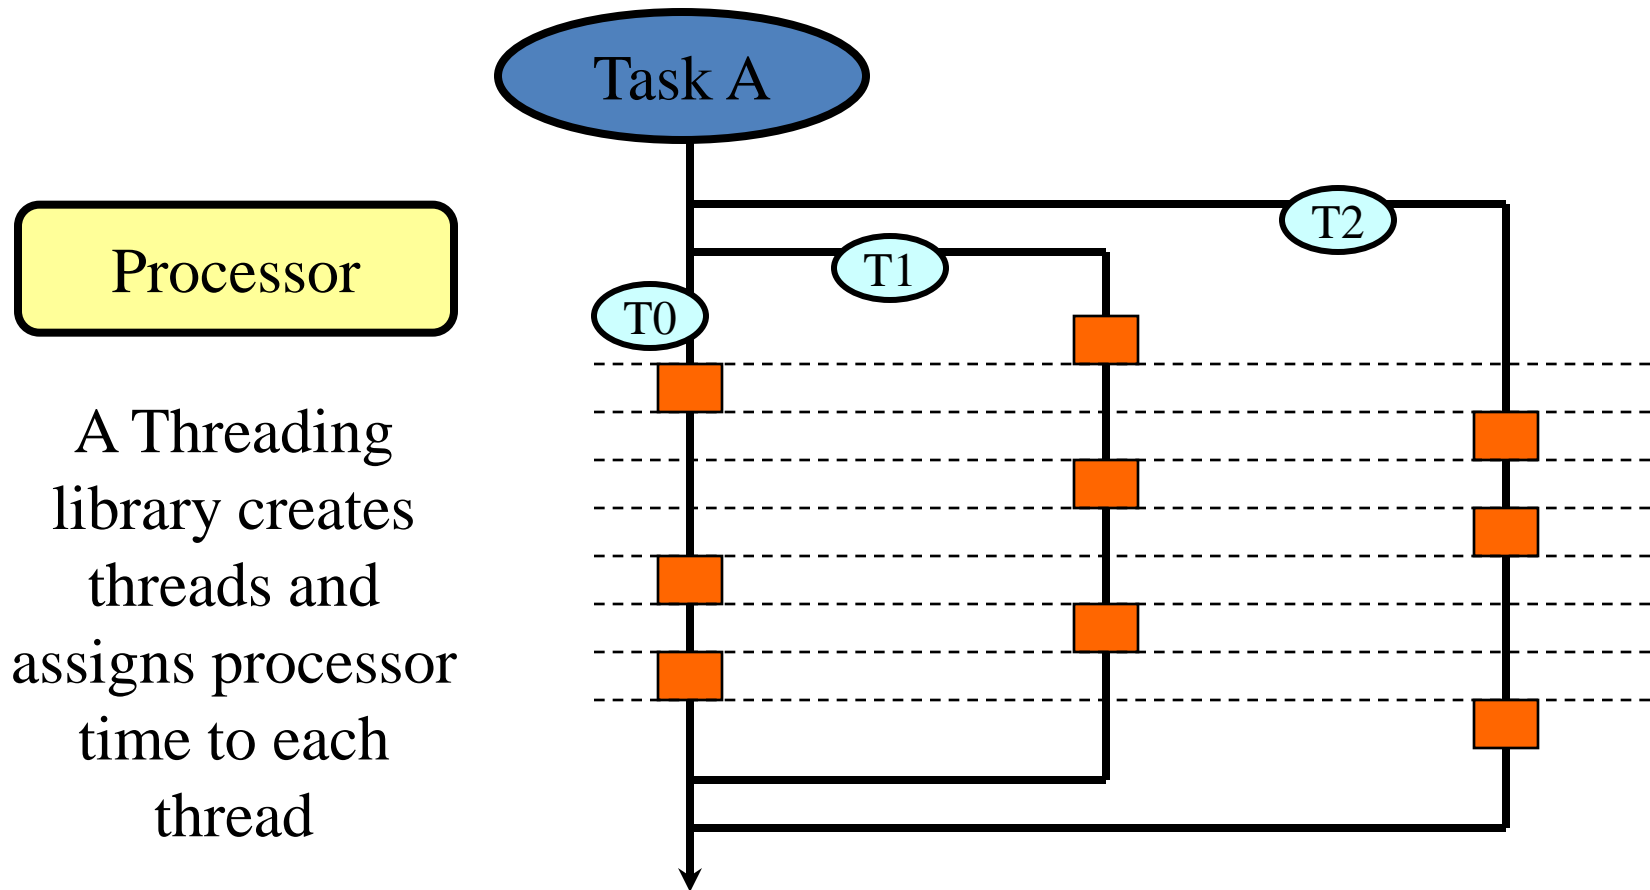 Task A
T2
T1
T0
Processor
A Threading
library creates
threads and
assigns processor
time to each
thread